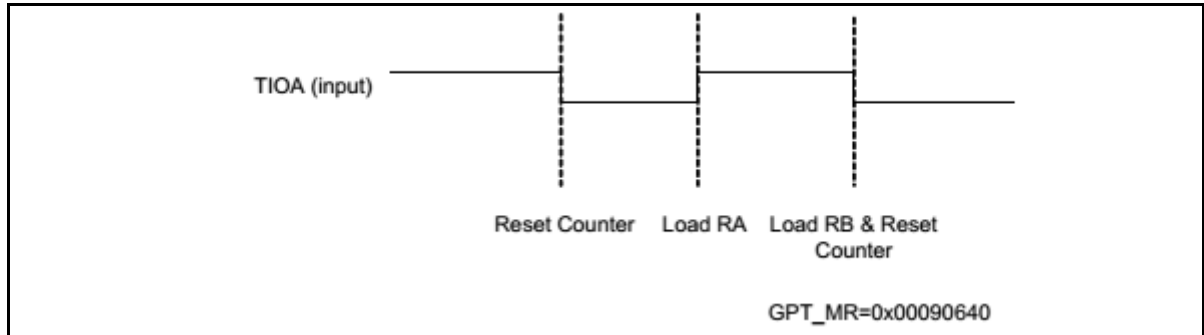 TIOA (input)
Reset Counter
Load RA
Load RB & Reset
Counter
GPT_MR=0x00090640